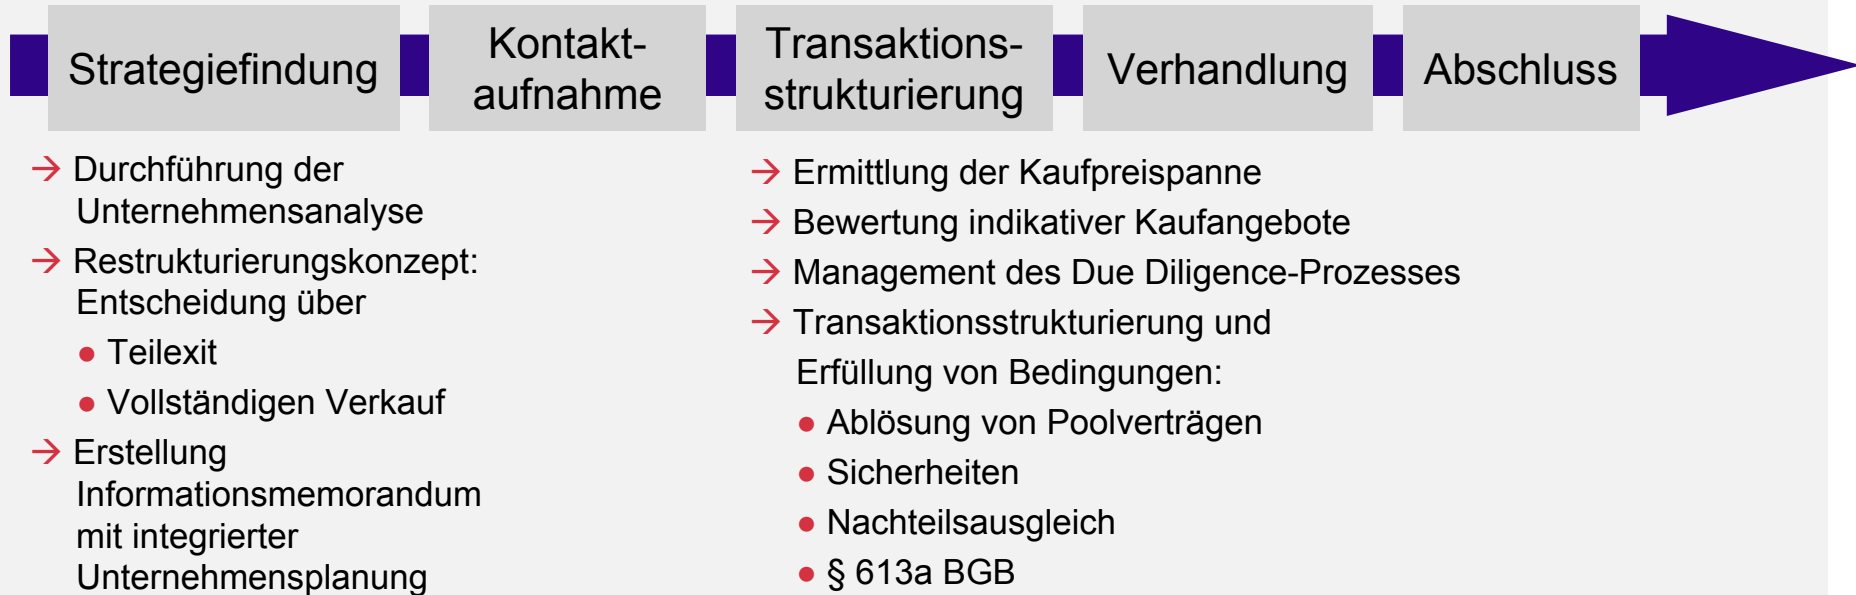 Strategiefindung
Kontakt-
aufnahme
Transaktions-
strukturierung
Verhandlung
Abschluss
→ Durchführung der
Unternehmensanalyse
→ Restrukturierungskonzept:
Entscheidung über
● Teilexit
● Vollständigen Verkauf
→ Erstellung
Informationsmemorandum
mit integrierter
Unternehmensplanung
→ Ermittlung der Kaufpreispanne
→ Bewertung indikativer Kaufangebote
→ Management des Due Diligence-Prozesses
→ Transaktionsstrukturierung und
Erfüllung von Bedingungen:
● Ablösung von Poolverträgen
● Sicherheiten
● Nachteilsausgleich
● § 613a BGB